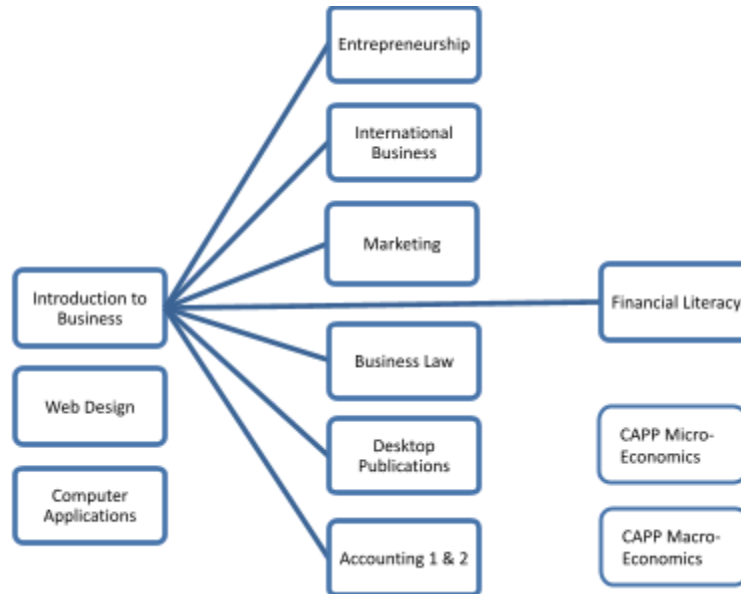 Entrepreneurship
International
Business
Marketing
Introduction to
Business
Financial Literacy
Business Law
Web Design
Desktop
Publications
CAPP Micro-
Economics
Computer
Applications
Accounting 1 & 2
CAPP Macro-
Economics